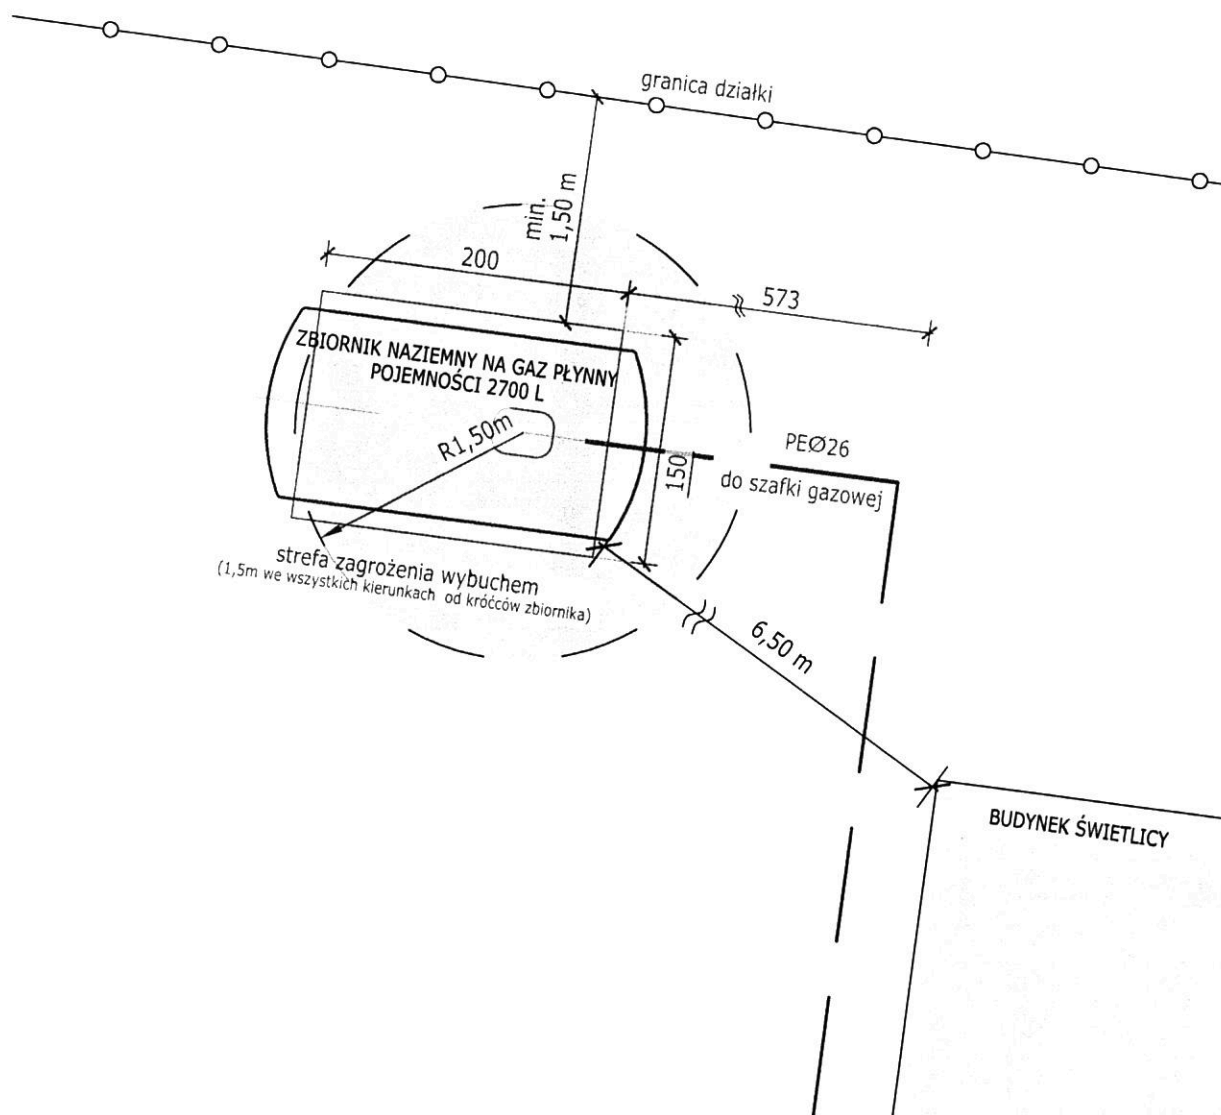 granica działki
min.
1,50 m
200
573
ZBIORNIK NAZIEMNY NA GAZ PŁYNNY
POJEMNOŚCI 2700 L
R1,50m
150
PEØ26
do szafki gazowej
strefa zagrożenia wybuchem
(1,5m we wszystkich kierunkach od króćców zbiornika)
6,50 m
BUDYNEK ŚWIETLICY